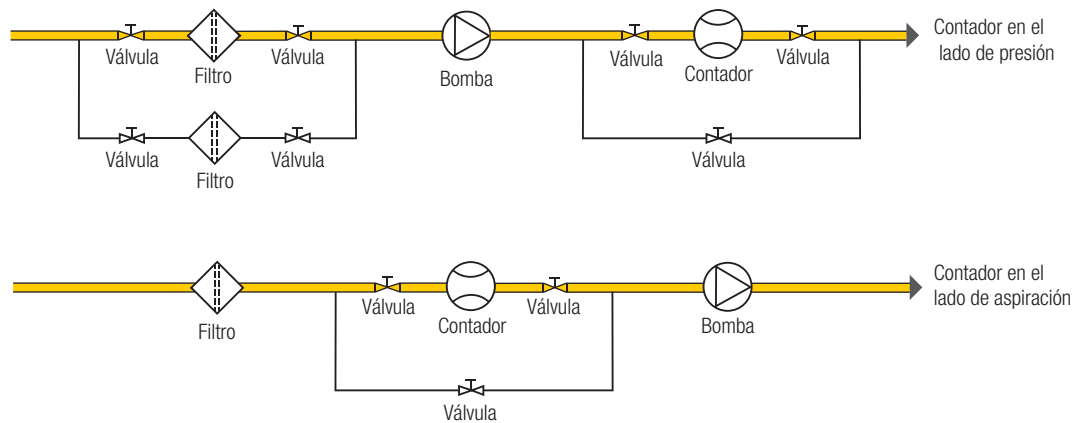 Contador en el
lado de presión
Válvula
Válvula
Válvula
Válvula
Filtro
Bomba
Contador
Válvula
Válvula
Válvula
Filtro
Contador en el
lado de aspiración
Válvula
Válvula
Filtro
Contador
Bomba
Válvula